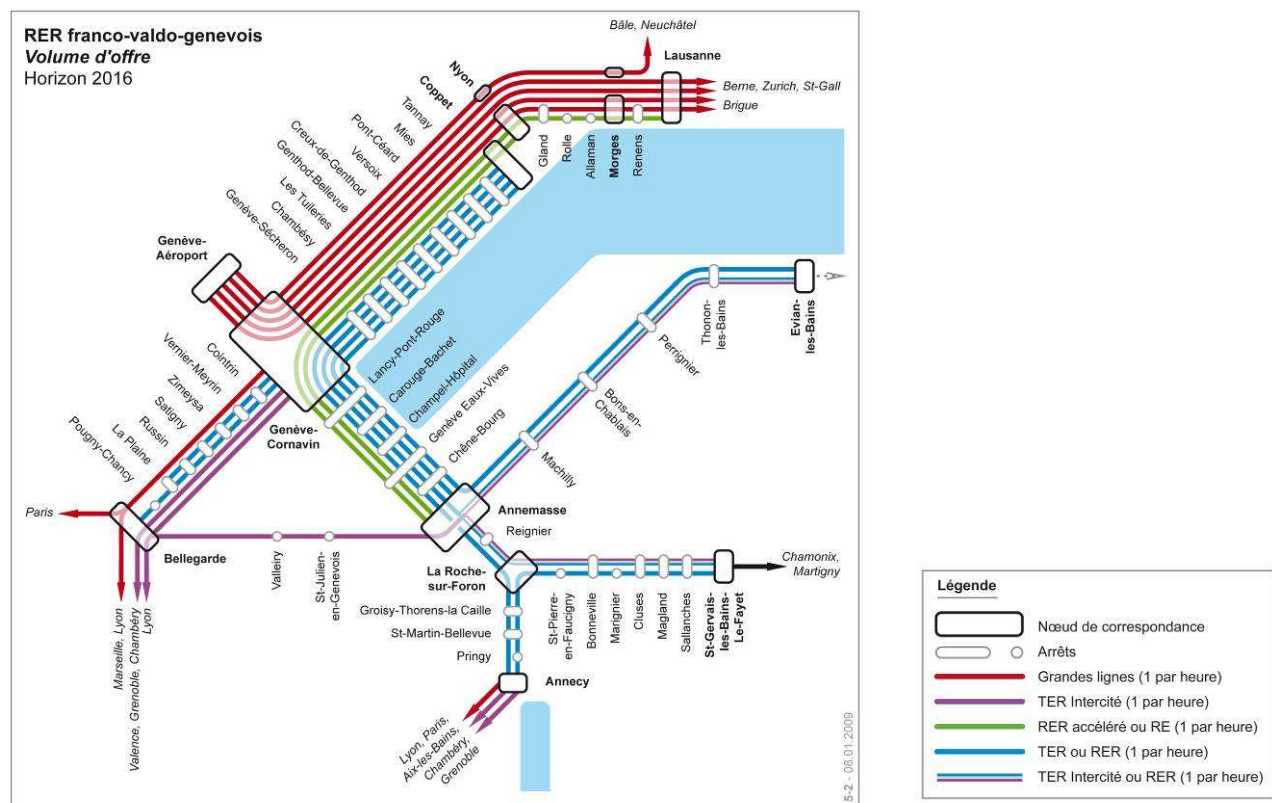 RER franco-valdo-genevois
Volume d'offre
Horizon 2016
Bâle, Neuchâtel
Lausanne
Berne, Zurich, St-Gall
Brigue
Nyon
Coppet
Tannay
Mies
Pont-Céard
Versoix
Creux-de-Genthod
Genthod-Bellevue
Les Tuileries
Chambésy
Genève-Sécheron
Gland
Rolle
Allaman
Morges
Renens
Genève-
Aéroport
Cointrin
Vernier-Meyrin
Zimeysa
Satigny
Russin
La Plaine
Pougny-Chancy
Genève-
Cornavin
Lancy-Pont-Rouge
Carouge-Bachet
Champel-Hôpital
Genève Eaux-Vives
Chêne-Bourg
Thonon-
les-Bains
Evian-
les-Bains
Perrignier
Bons-en-
Chablais
Machilly
Annemasse
Reignier
Paris
Bellegarde
Valleiry
St-Julien-
en-Genevois
Marseille, Lyon
Valence, Grenoble, Chambéry
Lyon
La Roche-
sur-Foron
Groisy-Thorens-la Caille
St-Martin-Bellevue
Pringy
Annecy
Lyon, Paris,
Aix-les-Bains,
Chambéry,
Grenoble
St-Pierre-
en-Faucigny
Bonneville
Marignier
Cluses
Magland
Sallanches
St-Gervais-
les-Bains-
Le-Fayet
Chamonix,
Martigny
5-2 - 08.01.2009
Légende
Nœud de correspondance
Arrêts
Grandes lignes (1 par heure)
TER Intercité (1 par heure)
RER accéléré ou RE (1 par heure)
TER ou RER (1 par heure)
TER Intercité ou RER (1 par heure)